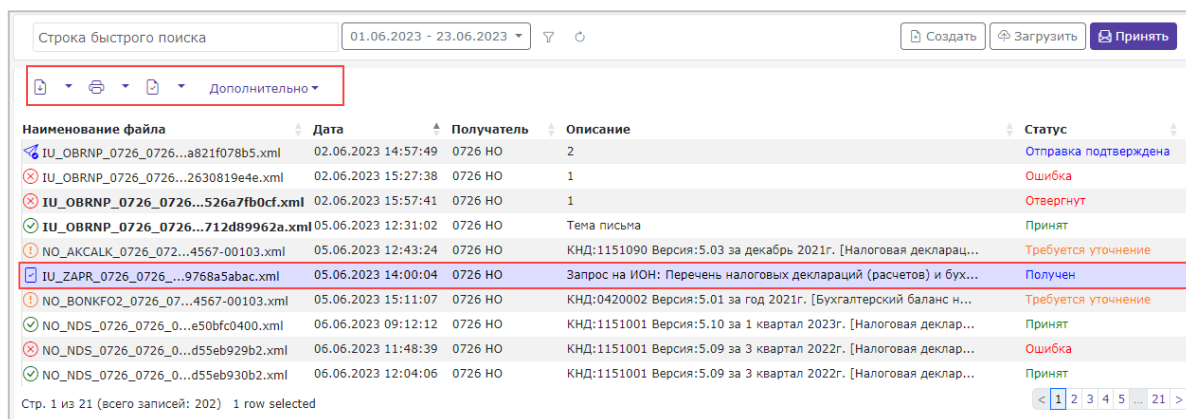 Строка быстрого поиска 01.06.2023 - 23.06.2023 Создать Загрузить Принять
Дополнительно
Наименование файла Дата Получатель Описание Статус
IU_OBRNP_0726_0726...a821f078b5.xml 02.06.2023 14:57:49 0726 НО 2 Отправка подтверждена
IU_OBRNP_0726_0726...2630819e4e.xml 02.06.2023 15:27:38 0726 НО 1 Ошибка
IU_OBRNP_0726_0726...526a7fb0cf.xml 02.06.2023 15:57:41 0726 НО 1 Отвергнут
IU_OBRNP_0726_0726...712d89962a.xml 05.06.2023 12:31:02 0726 НО Тема письма Принят
NO_AKCALK_0726_072...4567-00103.xml 05.06.2023 12:43:24 0726 НО КНД:1151090 Версия:5.03 за декабрь 2021г. [Налоговая декларац... Требуется уточнение
IU_ZAPR_0726_0726_...9768a5abac.xml 05.06.2023 14:00:04 0726 НО Запрос на ИОН: Перечень налоговых деклараций (расчетов) и бух... Получен
NO_BONKFO2_0726_07...4567-00103.xml 05.06.2023 15:11:07 0726 НО КНД:0420002 Версия:5.01 за год 2021г. [Бухгалтерский баланс н... Требуется уточнение
NO_NDS_0726_0726_0...e50bfc0400.xml 06.06.2023 09:12:12 0726 НО КНД:1151001 Версия:5.10 за 1 квартал 2023г. [Налоговая деклар... Принят
NO_NDS_0726_0726_0...d55eb929b2.xml 06.06.2023 11:48:39 0726 НО КНД:1151001 Версия:5.09 за 3 квартал 2022г. [Налоговая деклар... Ошибка
NO_NDS_0726_0726_0...d55eb930b2.xml 06.06.2023 12:04:06 0726 НО КНД:1151001 Версия:5.09 за 3 квартал 2022г. [Налоговая деклар... Принят
Стр. 1 из 21 (всего записей: 202) 1 row selected < 1 2 3 4 5 ... 21 >